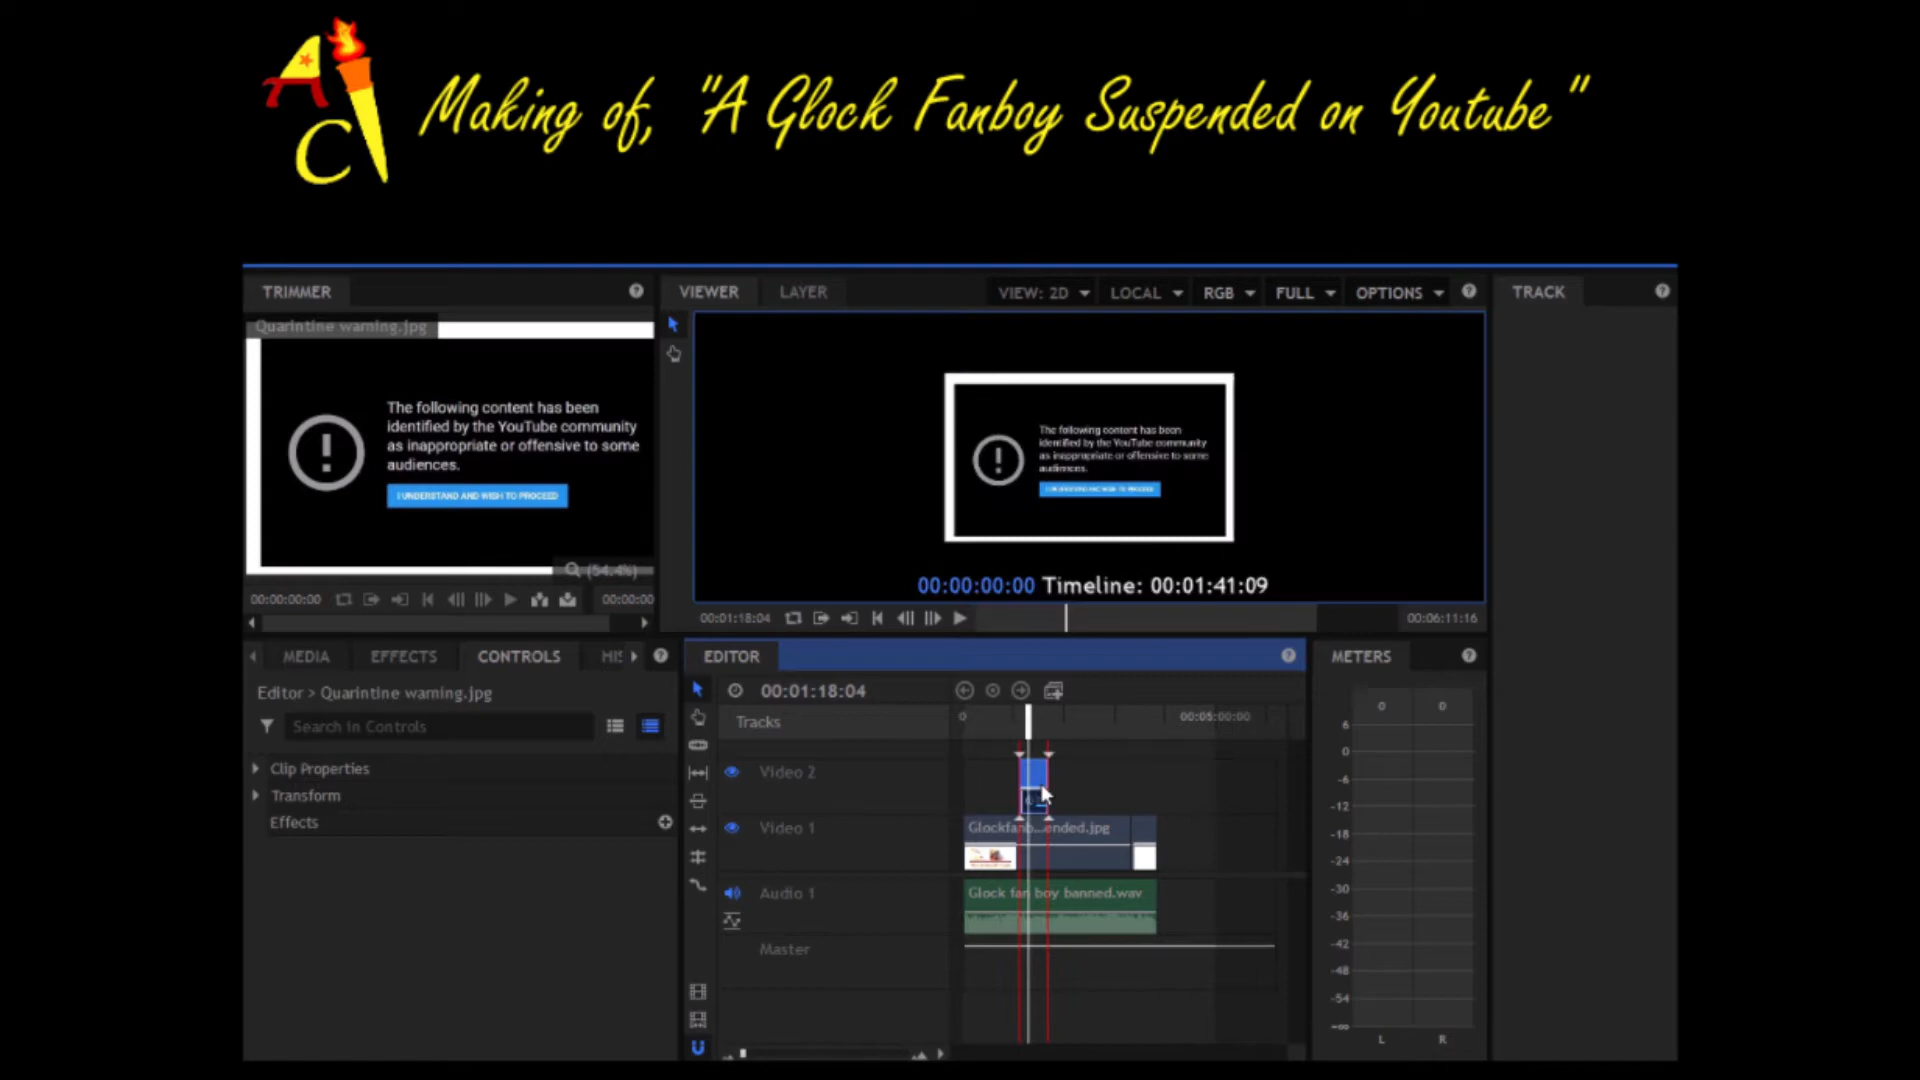 A C
Making of, "A Glock Fanboy Suspended on Youtube"
TRIMMER
VIEWER LAYER VIEW: 2D LOCAL RGB FULL OPTIONS
TRACK
Quarintine warning.jpg
The following content has been
identified by the YouTube community
as inappropriate or offensive to some
audiences.
I UNDERSTAND AND WISH TO PROCEED
(54.4%)
00:00:00:00 00:00:00
The following content has been
identified by the YouTube community
as inappropriate or offensive to some
audiences.
I UNDERSTAND AND WISH TO PROCEED
00:00:00:00 Timeline: 00:01:41:09
00:01:18:04 00:06:11:16
MEDIA EFFECTS CONTROLS HIS
Editor > Quarintine warning.jpg
Search in Controls
Clip Properties
Transform
Effects
EDITOR
00:01:18:04
Tracks 0 00:05:00:00
Video 2
Video 1 Glockfanb...ended.jpg
Audio 1 Glock fan boy banned.wav
Master
METERS
0 0
6
0
-6
-12
-18
-24
-30
-36
-42
-48
-54
-∞
L R